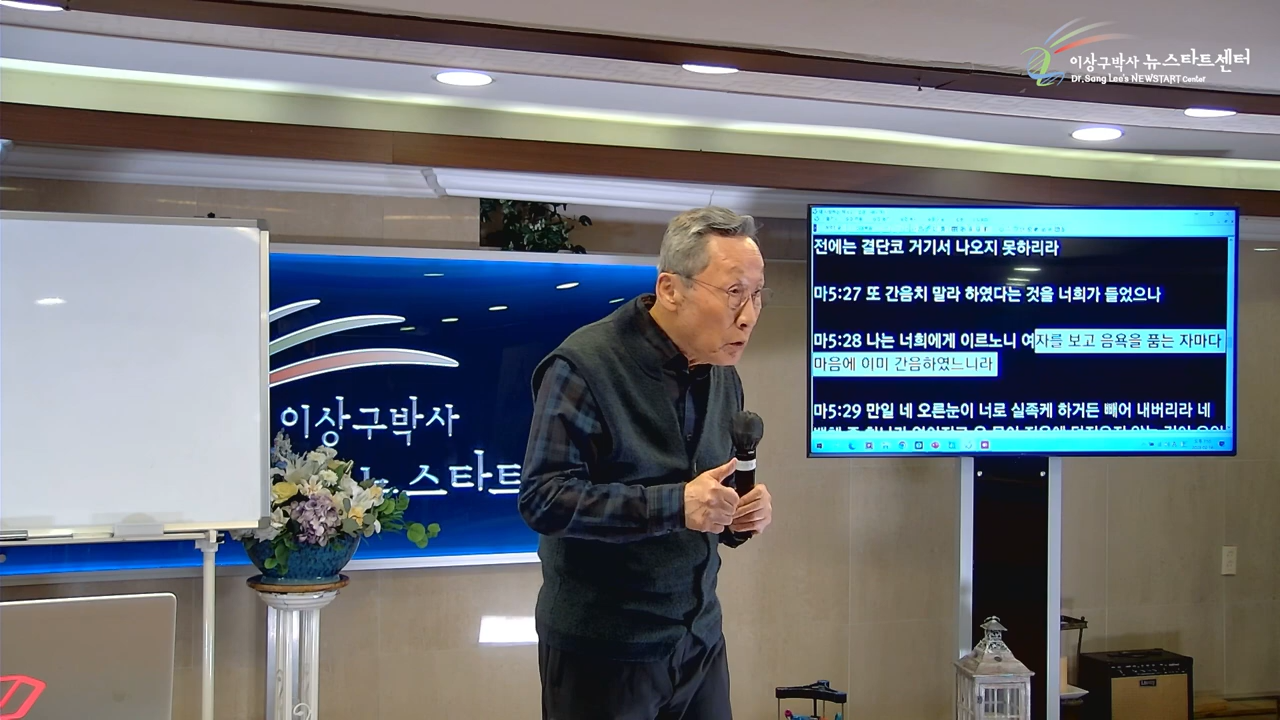 이상구박사 뉴스타트센터
Dr. Sang Lee's NEWSTART Center
전에는 결단코 거기서 나오지 못하리라
마5:27 또 간음치 말라 하였다는 것을 너희가 들었으나
마5:28 나는 너희에게 이르노니 여자를 보고 음욕을 품는 자마다
마음에 이미 간음하였느니라
마5:29 만일 네 오른눈이 너로 실족케 하거든 빼어 내버리라 네
이상구박사
뉴스타트